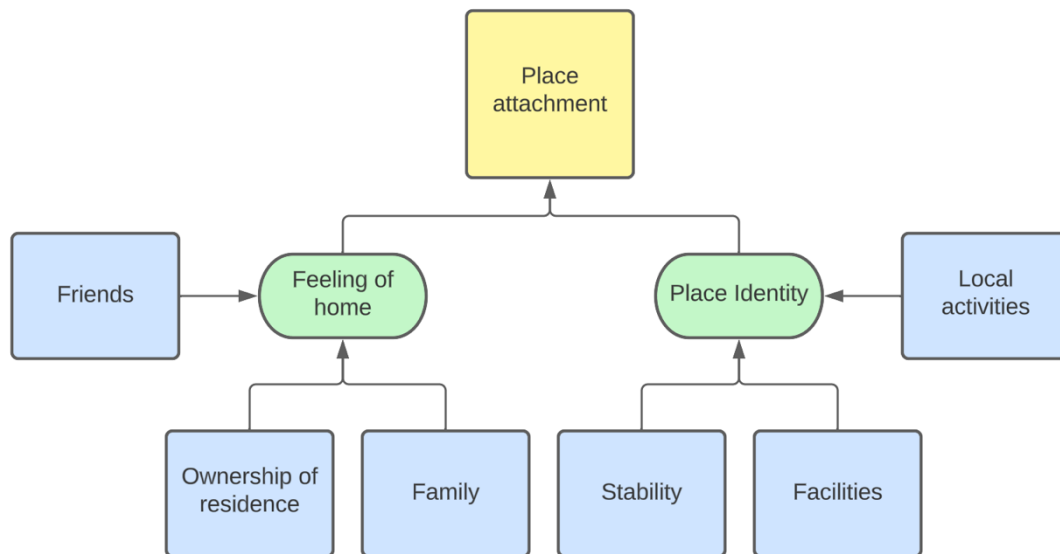 Place
attachment
Friends
Feeling of
home
Place Identity
Local
activities
Ownership of
residence
Family
Stability
Facilities